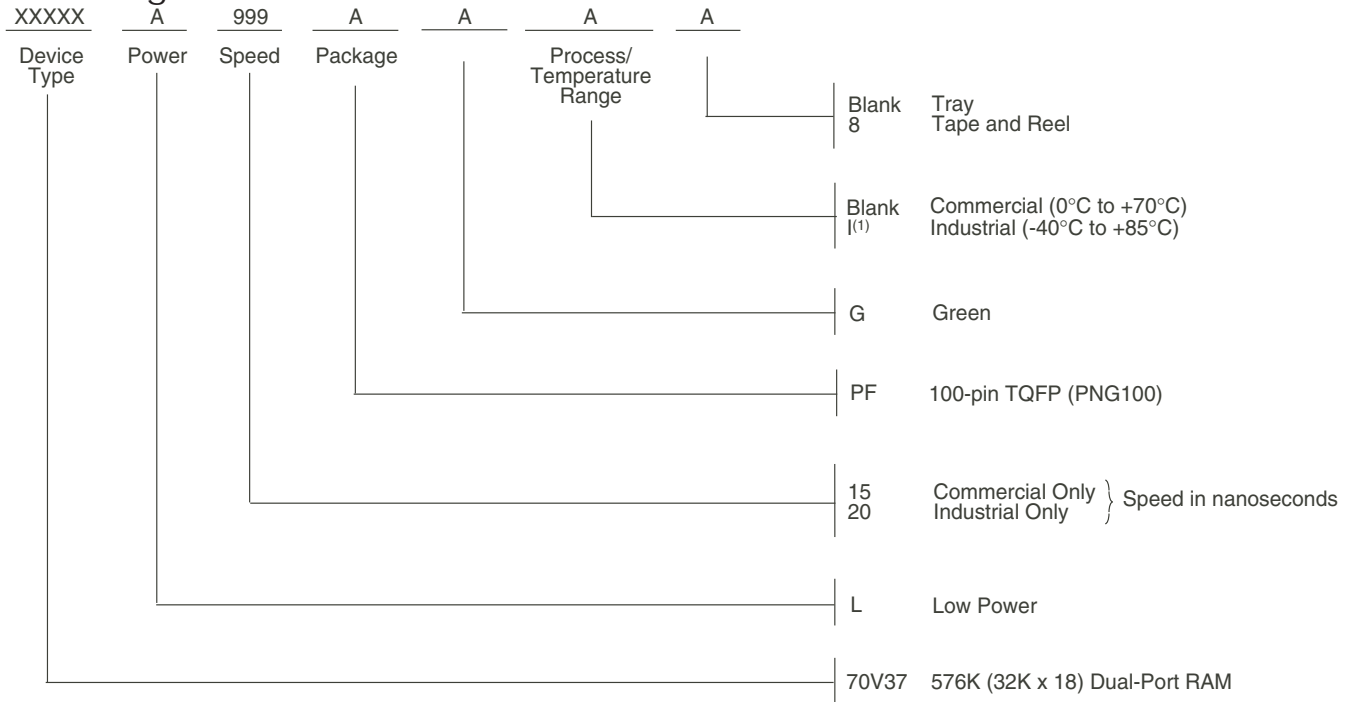 XXXXX A 999 A A A A
Device Type Power Speed Package Process/ Temperature Range
Blank Tray
8 Tape and Reel
Blank Commercial (0°C to +70°C)
I(1) Industrial (-40°C to +85°C)
G Green
PF 100-pin TQFP (PNG100)
15 Commercial Only
20 Industrial Only
Speed in nanoseconds
L Low Power
70V37 576K (32K x 18) Dual-Port RAM